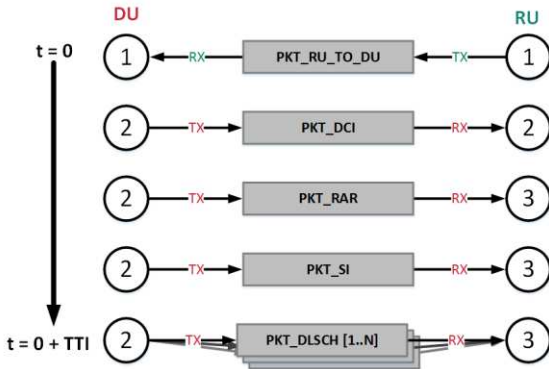 DU RU
t = 0 1 RX PKT_RU_TO_DU TX 1
2 TX PKT_DCI RX 2
2 TX PKT_RAR RX 3
2 TX PKT_SI RX 3
t = 0 + TTI 2 TX PKT_DLSCH [1..N] RX 3